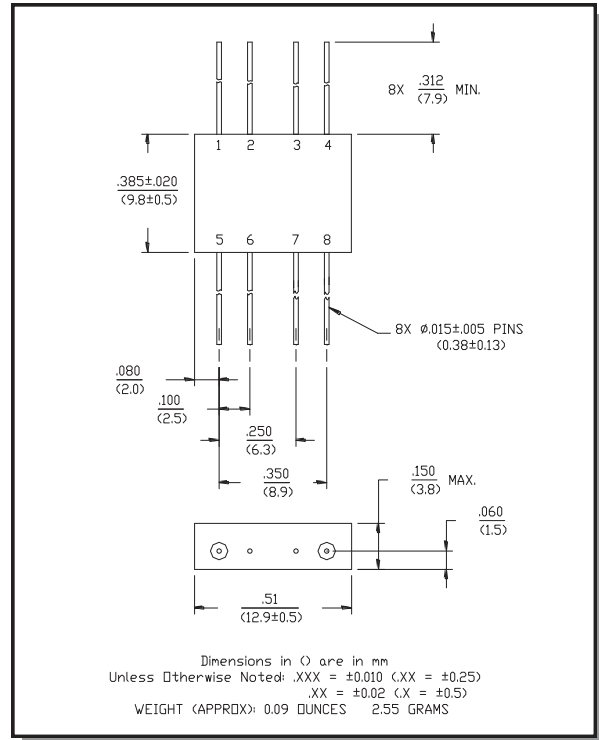 8X .312 MIN.
(7.9)
1 2 3 4
.385±.020
(9.8±0.5)
5 6 7 8
8X Ø.015±.005 PINS
(0.38±0.13)
.080
(2.0)
.100
(2.5)
.250
(6.3)
.350
(8.9)
.150 MAX.
(3.8)
.060
(1.5)
.51
(12.9±0.5)
Dimensions in () are in mm
Unless Otherwise Noted: .XXX = ±0.010 (.XX = ±0.25)
.XX = ±0.02 (.X = ±0.5)
WEIGHT (APPROX): 0.09 OUNCES 2.55 GRAMS